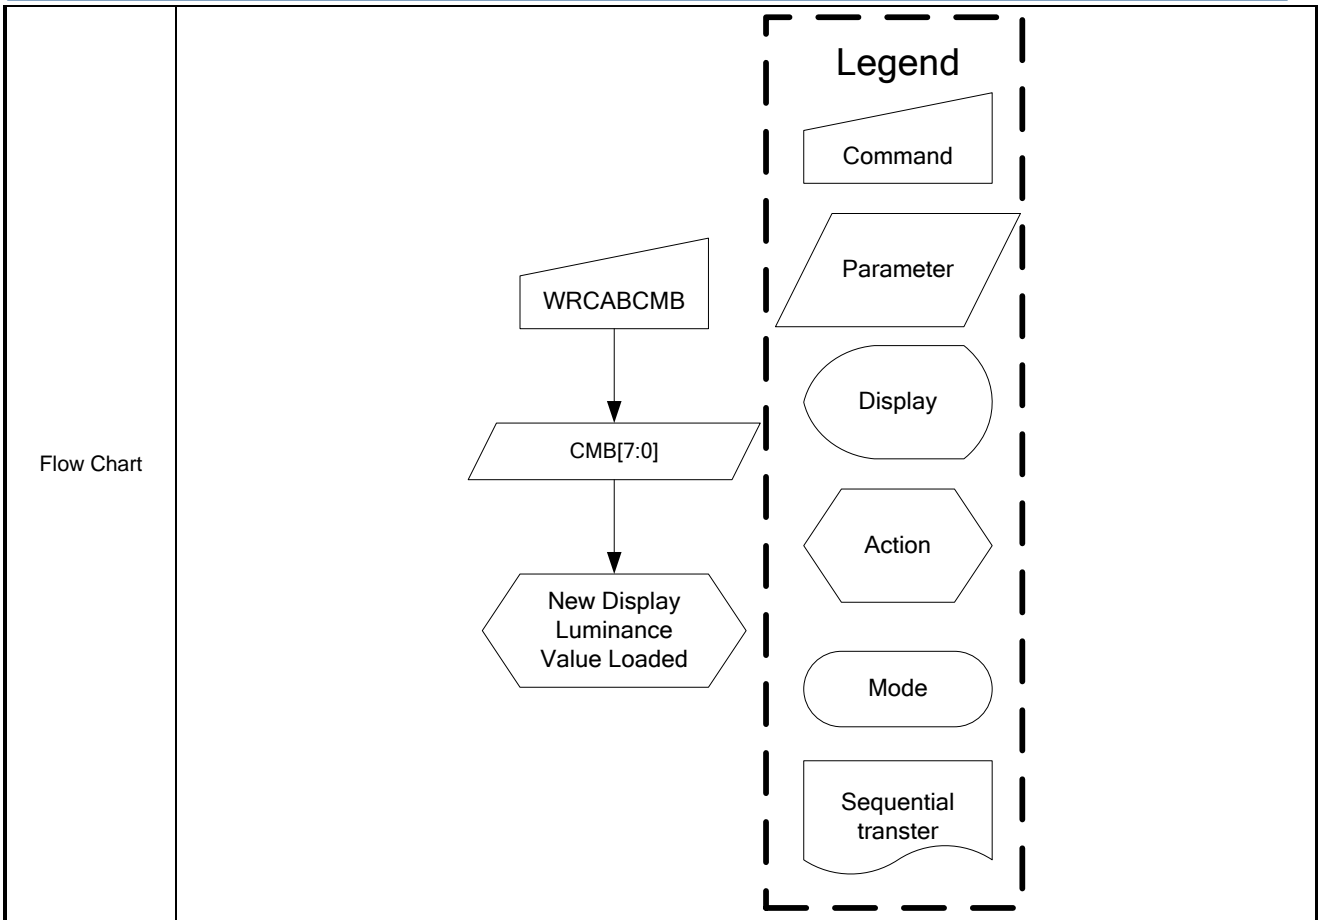 Flow Chart
WRCABCMB
CMB[7:0]
New Display
Luminance
Value Loaded
Legend
Command
Parameter
Display
Action
Mode
Sequential
transter